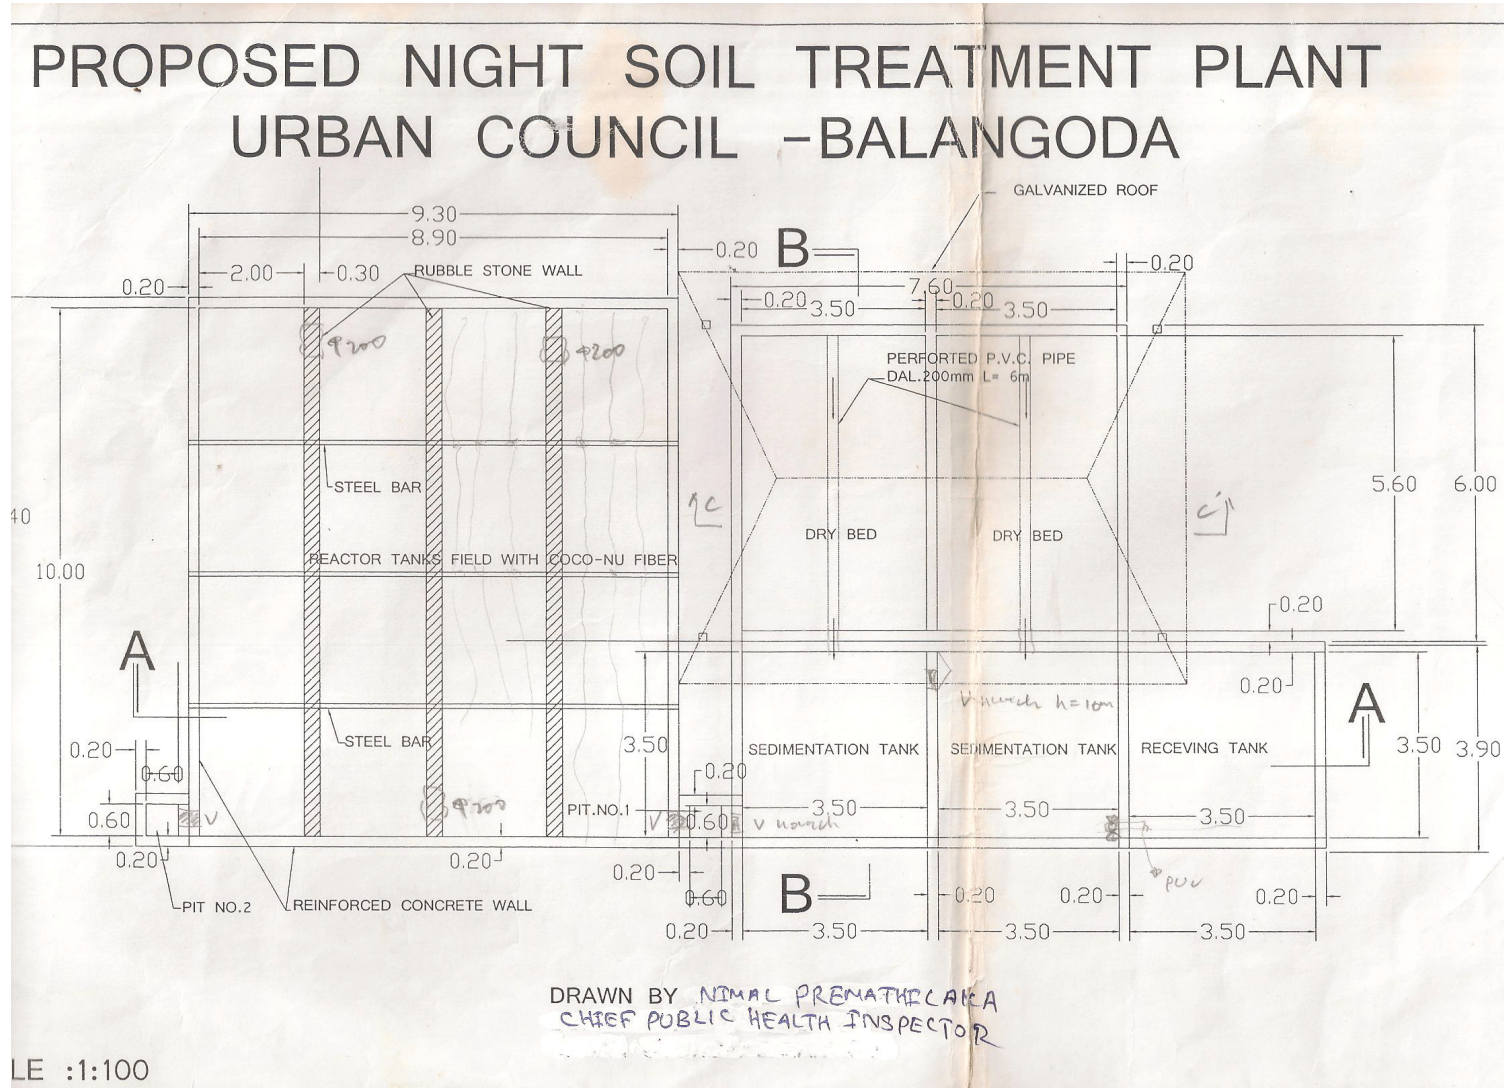 PROPOSED NIGHT SOIL TREATMENT PLANT
URBAN COUNCIL -BALANGODA
GALVANIZED ROOF
9.30
8.90
0.20
B
0.20
2.00
0.30
RUBBLE STONE WALL
0.20
7.60
0.20 3.50
0.20 3.50
Φ200
Φ200
PERFORTED P.V.C. PIPE
DAL.200mm L= 6m
STEEL BAR
C
C'
5.60
6.00
40
DRY BED
DRY BED
REACTOR TANKS FIELD WITH COCO-NU FIBER
10.00
0.20
A
0.20
V h=10m
A
STEEL BAR
0.20
3.50
SEDIMENTATION TANK
SEDIMENTATION TANK
RECEVING TANK
3.50
3.90
0.60
0.20
Φ200
PIT.NO.1
3.50
3.50
3.50
0.60
V
V
0.60
V
0.20
0.20
0.20
PVC
PIT NO.2
REINFORCED CONCRETE WALL
0.60
B
0.20
0.20
0.20
0.20
3.50
3.50
3.50
DRAWN BY NIMAL PREMATHILAKA
CHIEF PUBLIC HEALTH INSPECTOR
LE :1:100